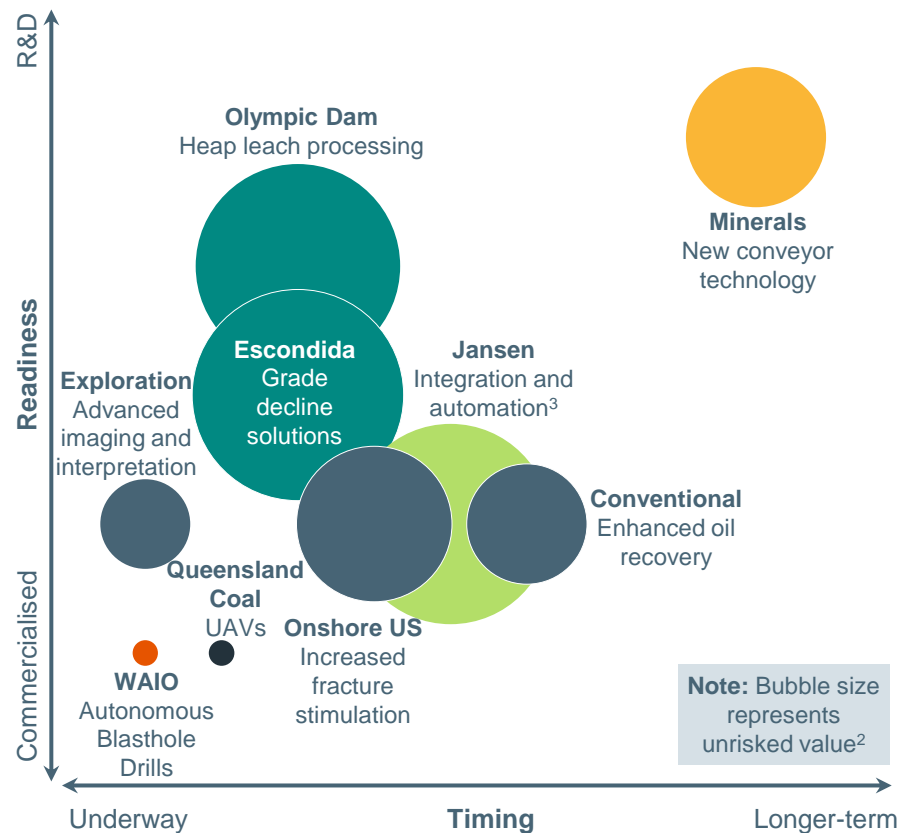 R&D
Readiness
Commercialised
Olympic Dam
Heap leach processing
Minerals
New conveyor
technology
Escondida
Grade
decline
solutions
Jansen
Integration and
automation³
Exploration
Advanced
imaging and
interpretation
Conventional
Enhanced oil
recovery
Queensland
Coal
UAVs
Onshore US
Increased
fracture
stimulation
WAIO
Autonomous
Blasthole
Drills
Note: Bubble size
represents
unrisked value²
Underway
Timing
Longer-term